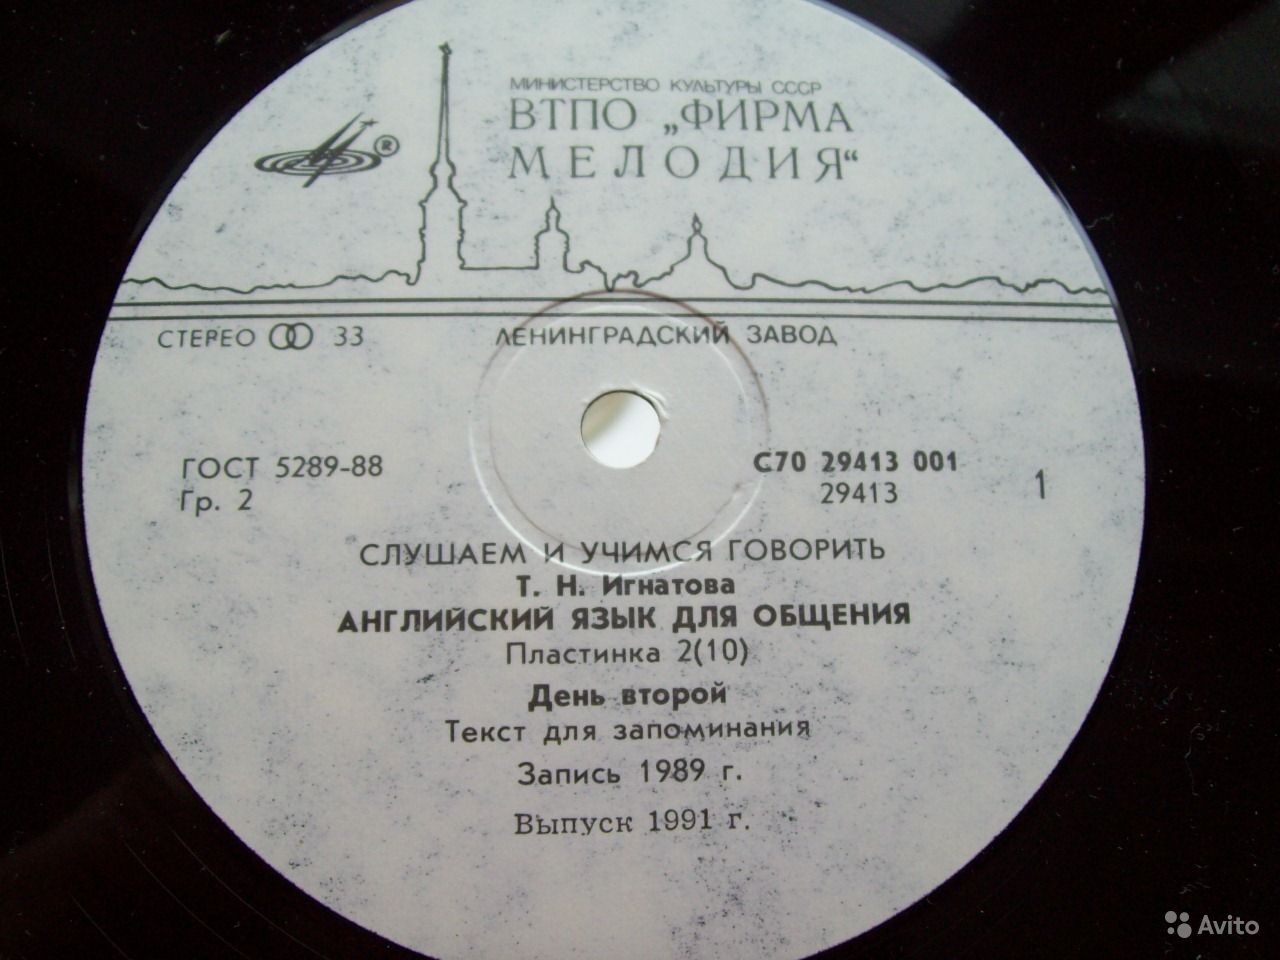 МИНИСТЕРСТВО КУЛЬТУРЫ СССР
ВТПО „ФИРМА
МЕЛОДИЯ“
®
СТЕРЕО 33
ЛЕНИНГРАДСКИЙ ЗАВОД
ГОСТ 5289-88
Гр. 2
С70 29413 001
29413
1
СЛУШАЕМ И УЧИМСЯ ГОВОРИТЬ
Т. Н. Игнатова
АНГЛИЙСКИЙ ЯЗЫК ДЛЯ ОБЩЕНИЯ
Пластинка 2(10)
День второй
Текст для запоминания
Запись 1989 г.
Выпуск 1991 г.
Avito